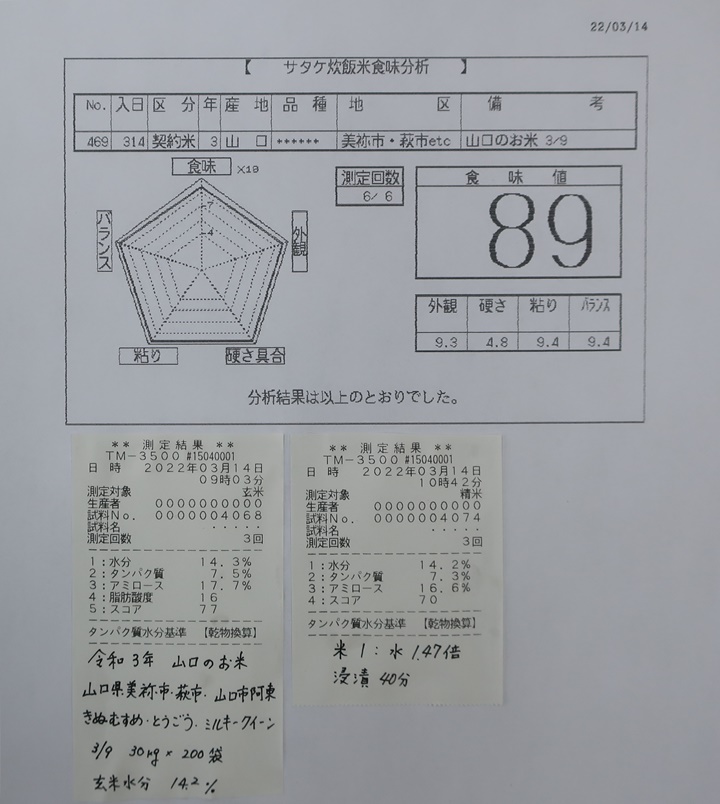 22/03/14
【 サタケ炊飯米食味分析 】
No. 入日 区 分 年 産 地 品 種 地 区 備 考
469 314 契約米 3 山 口 ****** 美祢市・萩市etc 山口のお米 3/9
食味 ×10
7
4
バランス
外観
粘り
硬さ具合
測定回数
6/ 6
食 味 値
89
外観 硬さ 粘り バランス
9.3 4.8 9.4 9.4
分析結果は以上のとおりでした。
** 測定結果 **
TM-3500 #15040001
日 時 2022年03月14日
09時03分
測定対象 玄米
生産者 0000000000
試料No. 0000004068
試料名 ・・・・・
測定回数 3回
1:水分 14.3%
2:タンパク質 7.5%
3:アミロース 17.7%
4:脂肪酸度 16
5:スコア 77
タンパク質水分基準 【乾物換算】
令和3年 山口のお米
山口県美祢市・萩市・山口市阿東
きぬむすめ・とうごう・ミルキークイーン
3/9 30kg × 200袋
玄米水分 14.2%
** 測定結果 **
TM-3500 #15040001
日 時 2022年03月14日
10時42分
測定対象 精米
生産者 0000000000
試料No. 0000004074
試料名 ・・・・・
測定回数 3回
1:水分 14.2%
2:タンパク質 7.3%
3:アミロース 16.6%
4:スコア 70
タンパク質水分基準 【乾物換算】
米 1 : 水 1.47倍
浸漬 40分